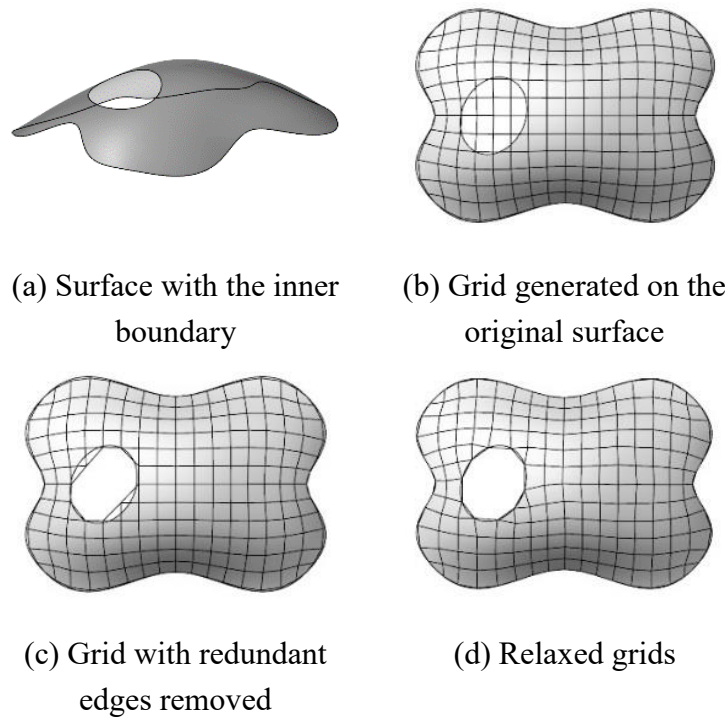 (a) Surface with the inner
boundary
(b) Grid generated on the
original surface
(c) Grid with redundant
edges removed
(d) Relaxed grids